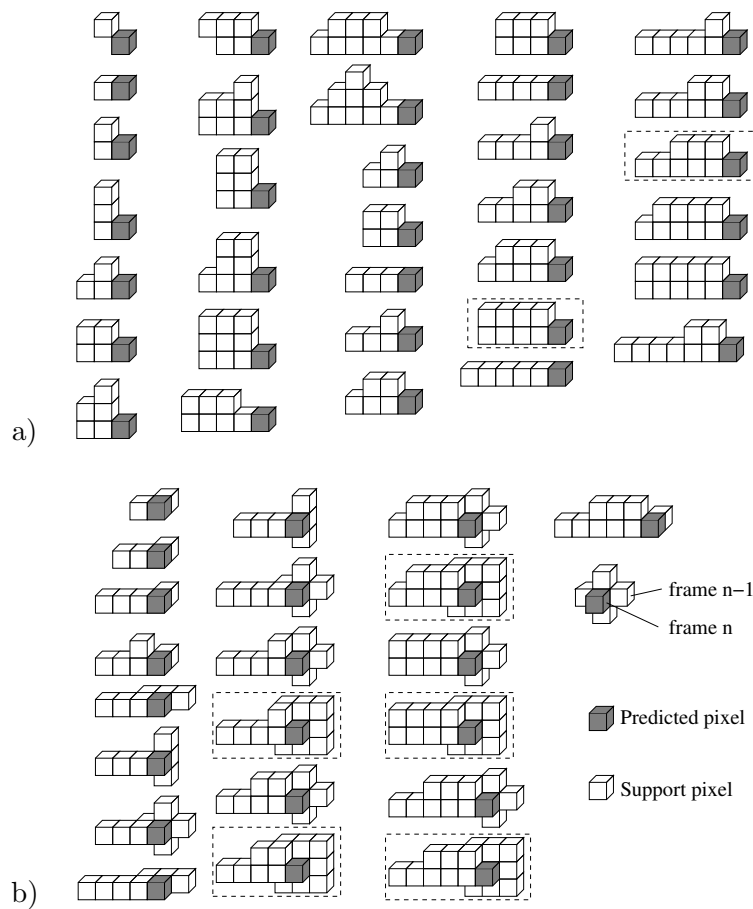 a)
frame n−1
frame n
Predicted pixel
Support pixel
b)